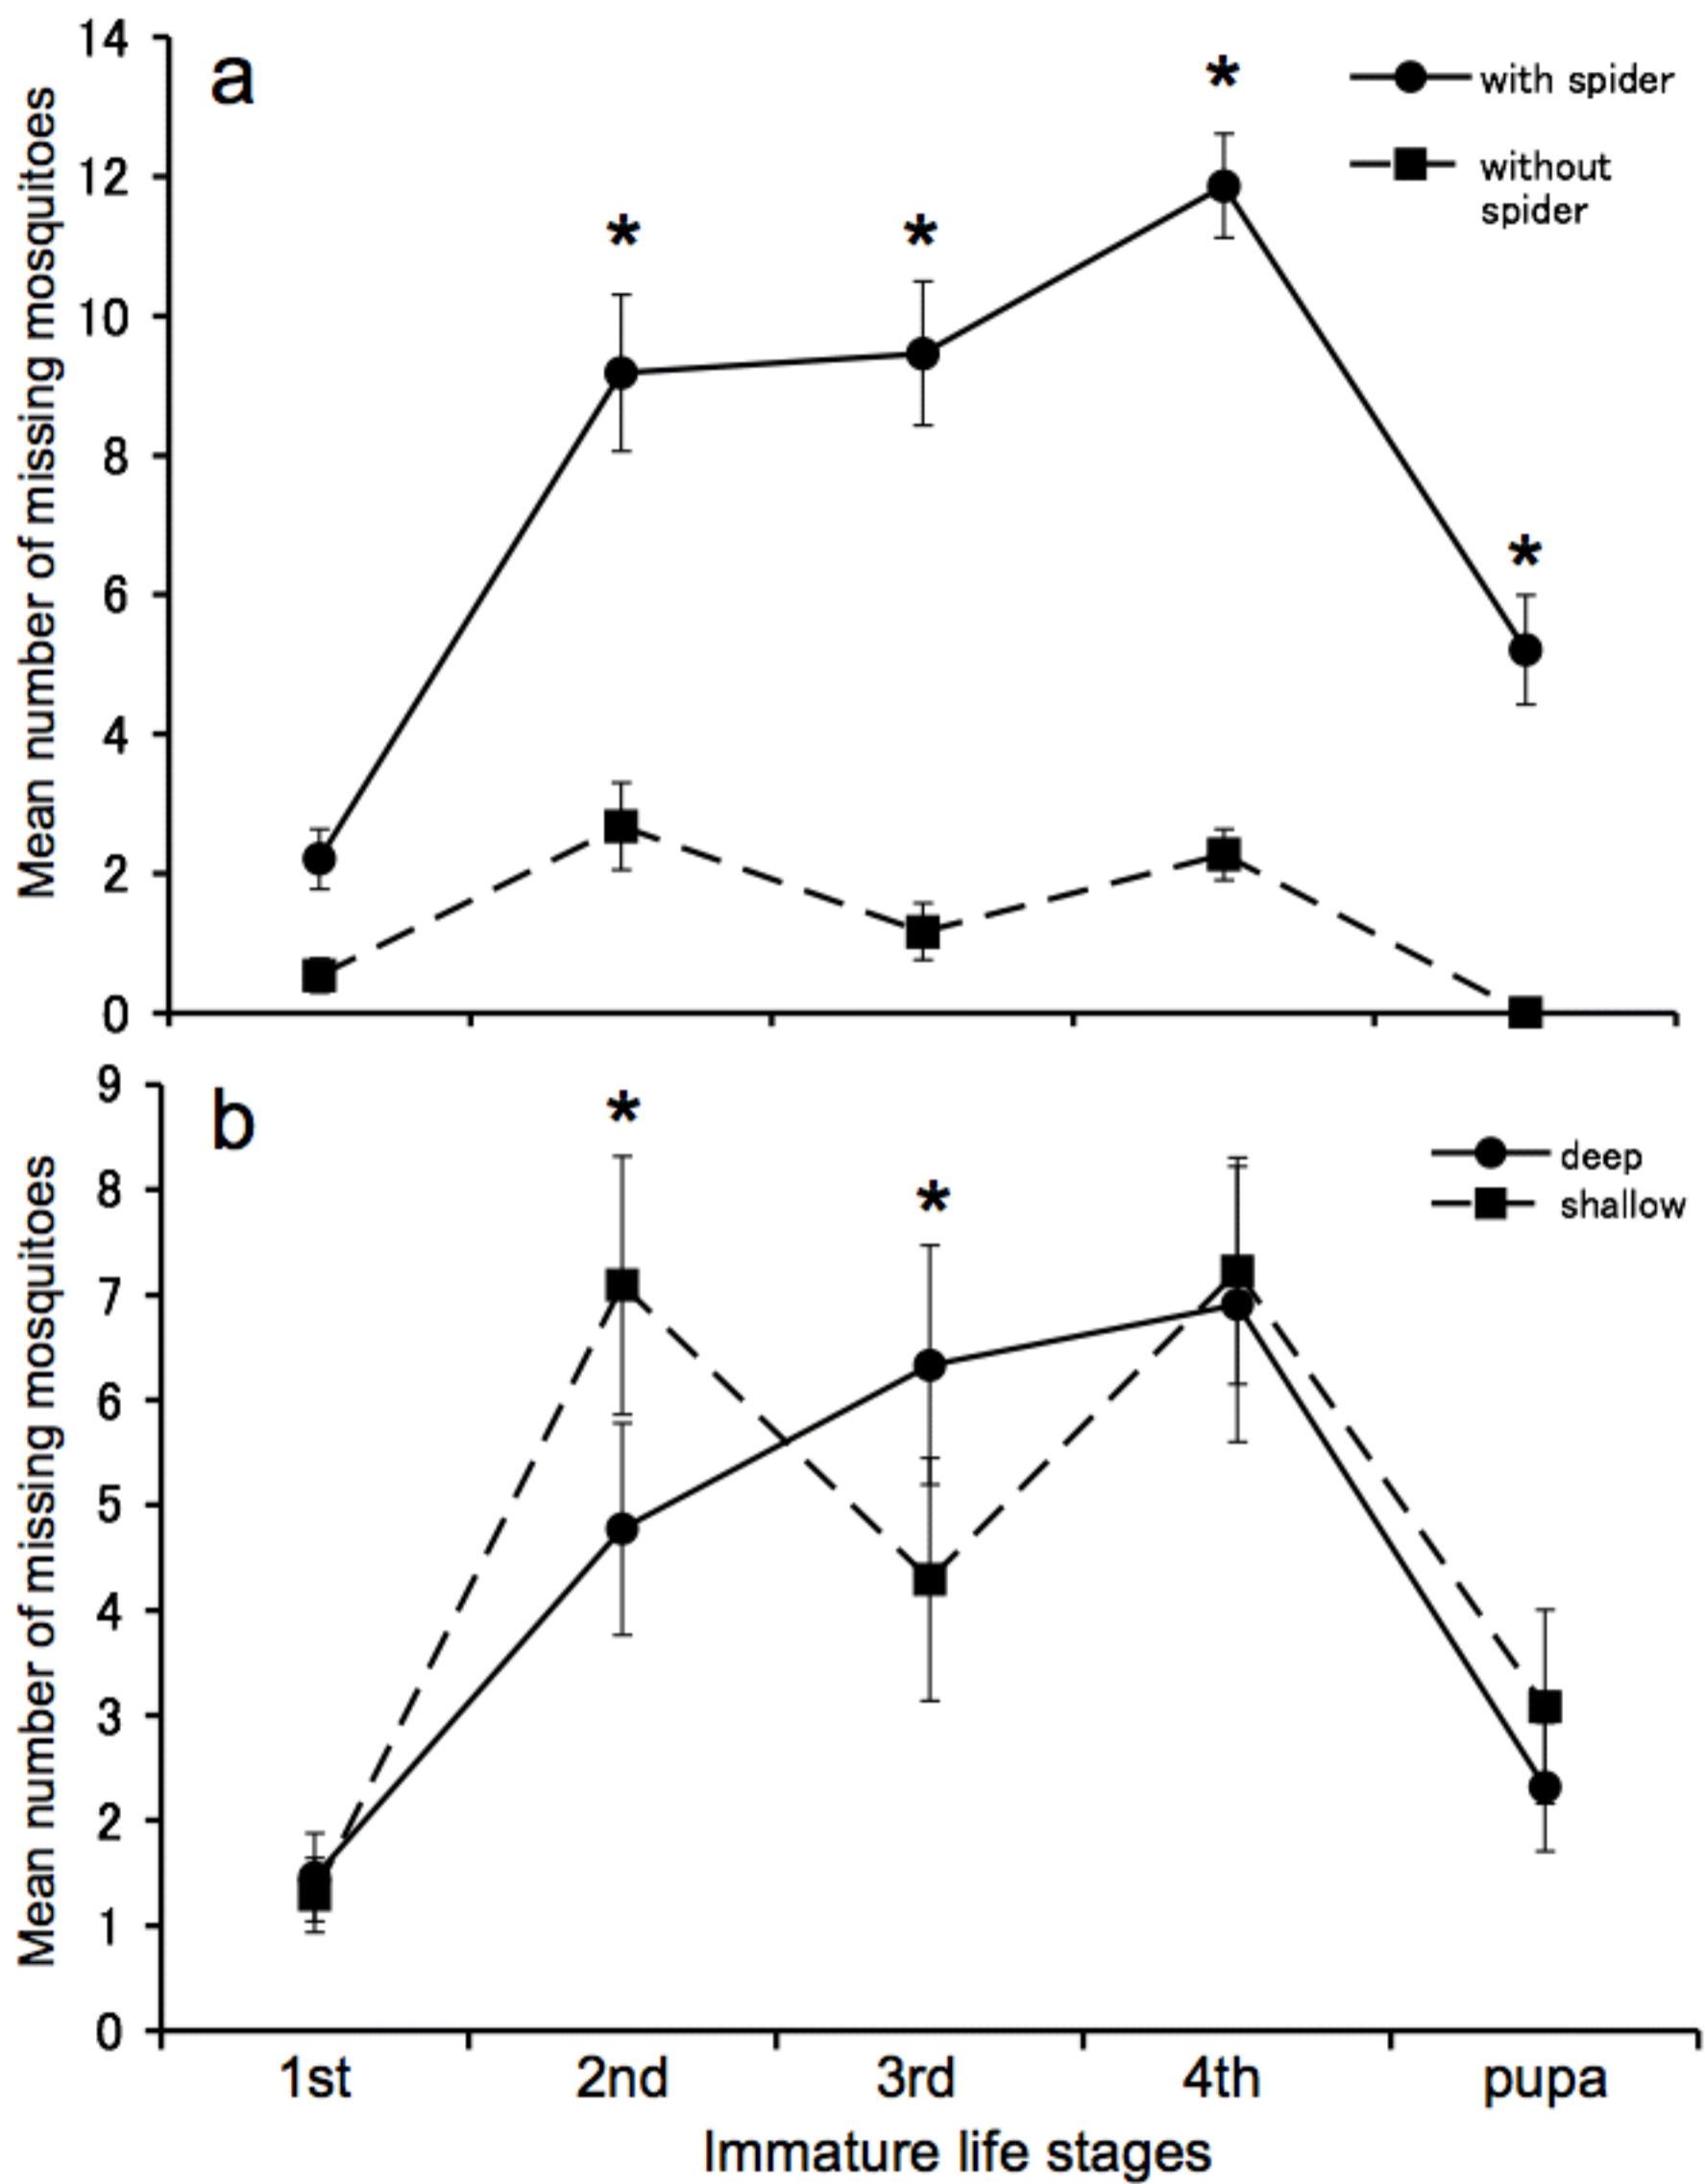 a
Mean number of missing mosquitoes
14
12
10
8
6
4
2
0
with spider
without
spider
*
*
*
*
b
Mean number of missing mosquitoes
9
8
7
6
5
4
3
2
1
0
deep
shallow
*
*
1st 2nd 3rd 4th pupa
Immature life stages